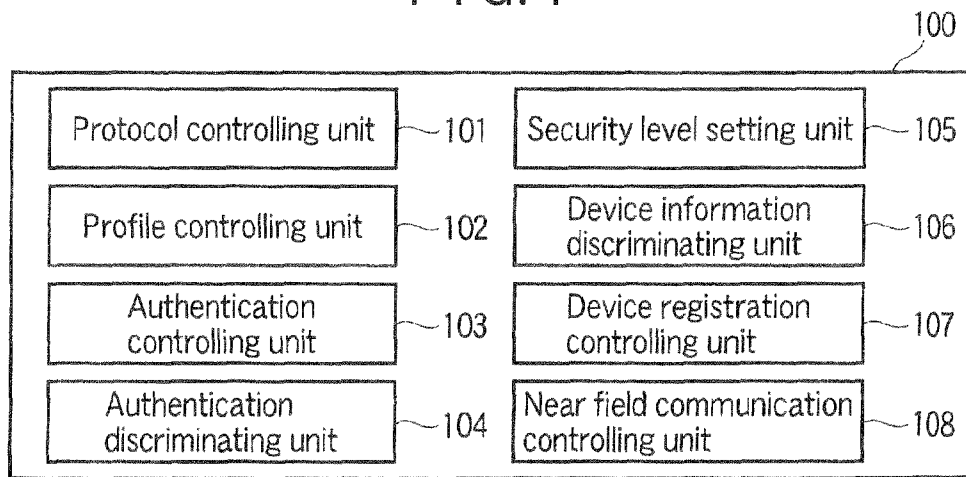 100
Protocol controlling unit 101
Profile controlling unit 102
Authentication
controlling unit 103
Authentication
discriminating unit 104
Security level setting unit 105
Device information
discriminating unit 106
Device registration
controlling unit 107
Near field communication
controlling unit 108